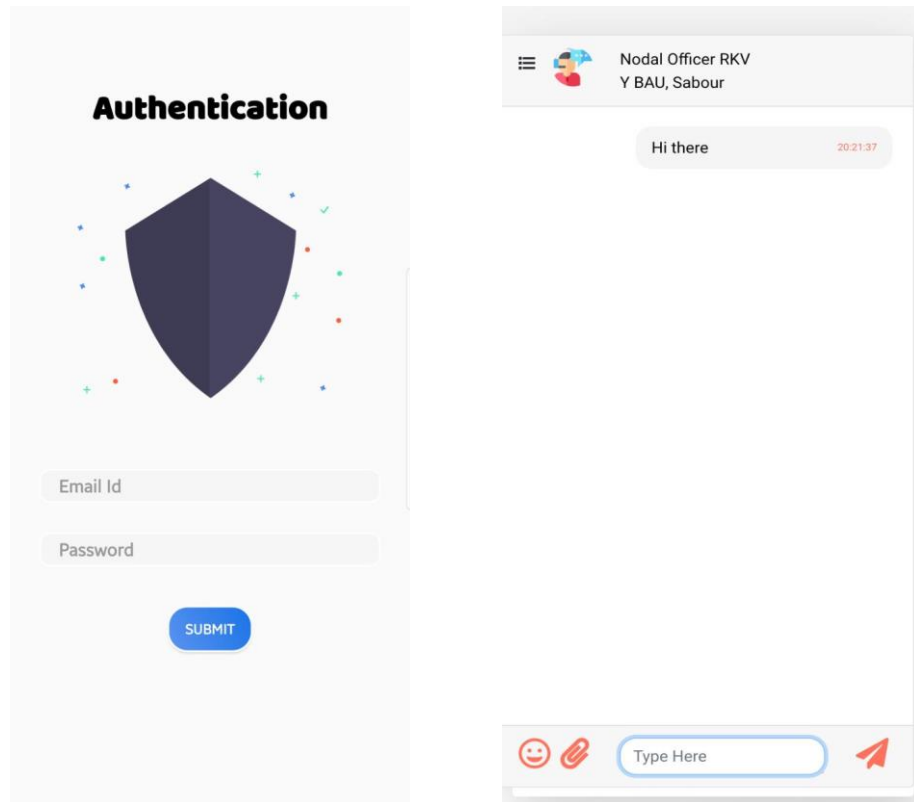 Authentication
Email Id
Password
SUBMIT
Nodal Officer RKV
Y BAU, Sabour
Hi there 20:21:37
Type Here